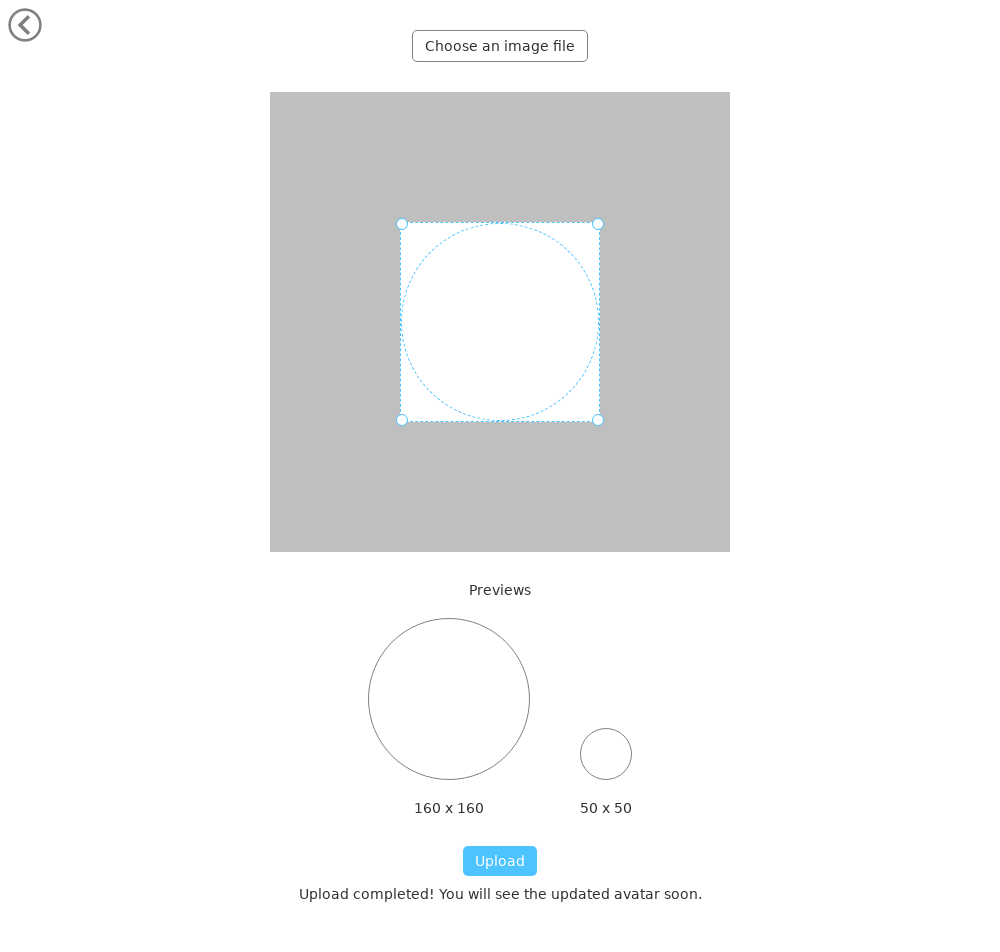 Choose an image file
Previews
160 x 160
50 x 50
Upload
Upload completed! You will see the updated avatar soon.